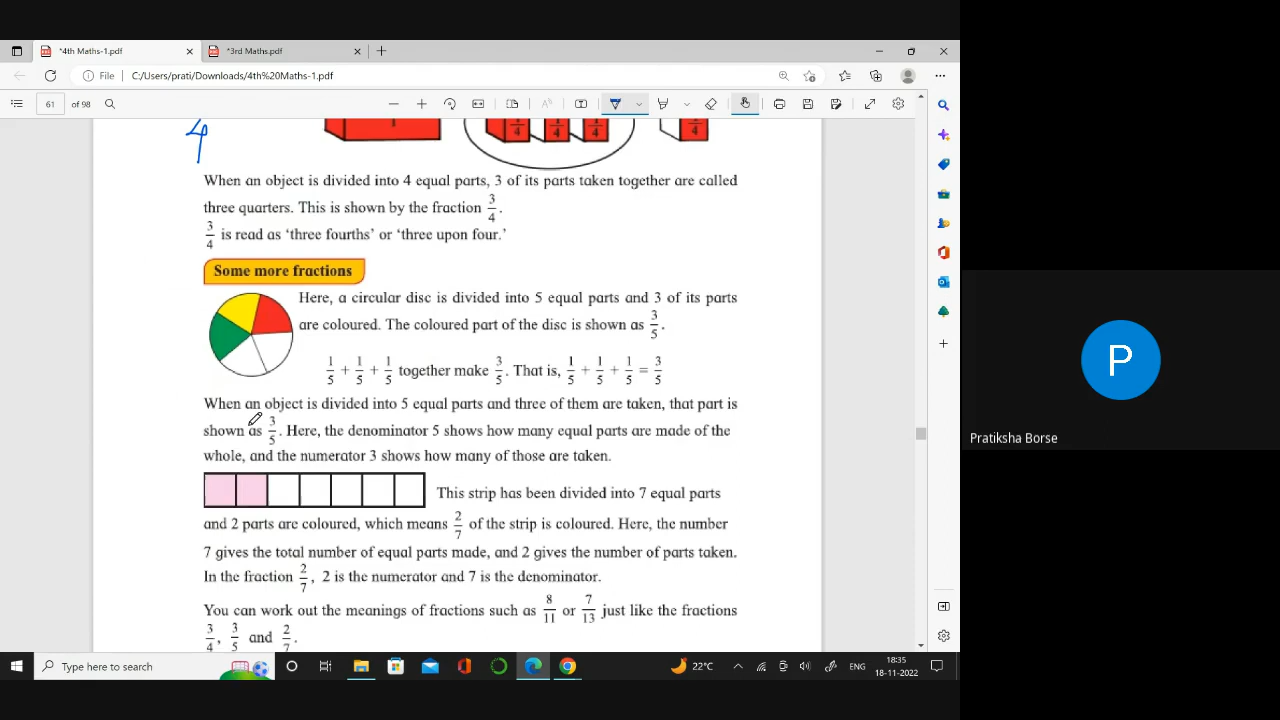 *4th Maths-1.pdf
*3rd Maths.pdf
File
C:/Users/prati/Downloads/4th%20Maths-1.pdf
61 of 98
4
1
1/4 1/4 1/4 1/4
When an object is divided into 4 equal parts, 3 of its parts taken together are called
three quarters. This is shown by the fraction 3/4.
3/4 is read as ‘three fourths’ or ‘three upon four.’
Some more fractions
Here, a circular disc is divided into 5 equal parts and 3 of its parts
are coloured. The coloured part of the disc is shown as 3/5.
1/5 + 1/5 + 1/5 together make 3/5. That is, 1/5 + 1/5 + 1/5 = 3/5
When an object is divided into 5 equal parts and three of them are taken, that part is
shown as 3/5. Here, the denominator 5 shows how many equal parts are made of the
whole, and the numerator 3 shows how many of those are taken.
This strip has been divided into 7 equal parts
and 2 parts are coloured, which means 2/7 of the strip is coloured. Here, the number
7 gives the total number of equal parts made, and 2 gives the number of parts taken.
In the fraction 2/7, 2 is the numerator and 7 is the denominator.
You can work out the meanings of fractions such as 8/11 or 7/13 just like the fractions
3/4, 3/5 and 2/7.
P
Pratiksha Borse
Type here to search
22°C
ENG
18:35
18-11-2022